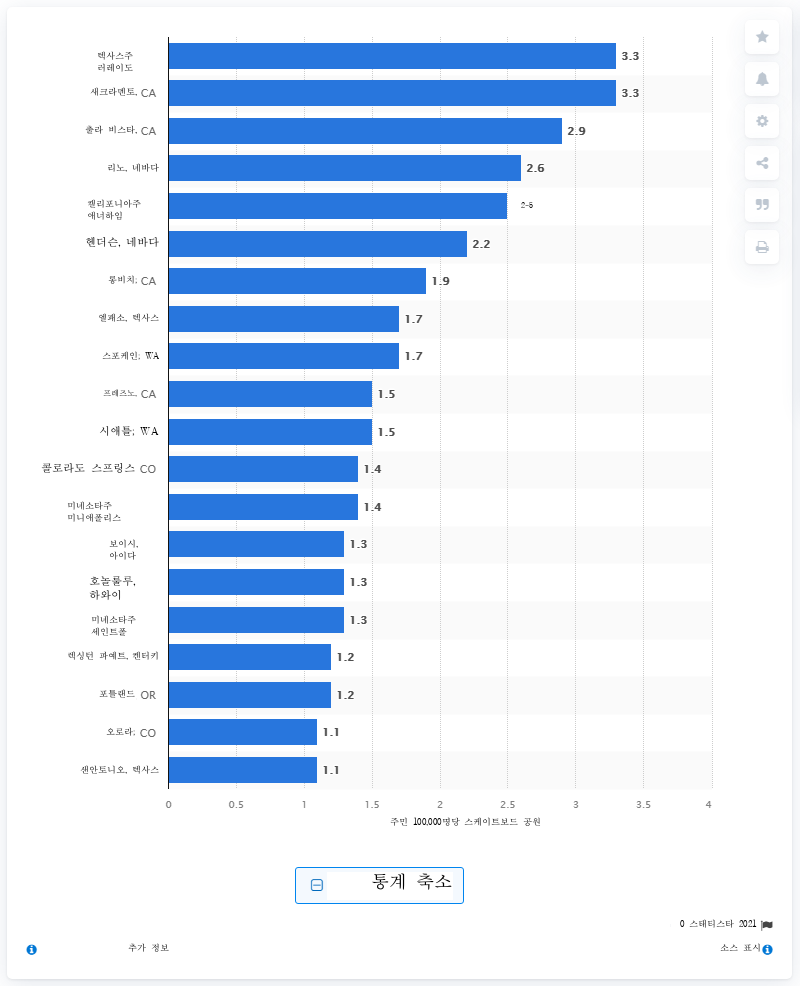 텍사스주
러레이도
3.3
새크라멘토, CA
3.3
출라 비스타, CA
2.9
리노, 네바다
2.6
캘리포니아주
애너하임
2-6
헨더슨, 네바다
2.2
롱비치; CA
1.9
엘패소, 텍사스
1.7
스포케인; WA
1.7
프레즈노, CA
1.5
시애틀; WA
1.5
콜로라도 스프링스 CO
1.4
미네소타주
미니애폴리스
1.4
보이시,
아이다
1.3
호놀룰루,
하와이
1.3
미네소타주
세인트폴
1.3
렉싱턴 파예트, 켄터키
1.2
포틀랜드 OR
1.2
오로라; CO
1.1
샌안토니오, 텍사스
1.1
0 0.5 1 1.5 2 2.5 3 3.5 4
주민 100,000명당 스케이트보드 공원
통계 축소
0 스태티스타 2021
추가 정보
소스 표시